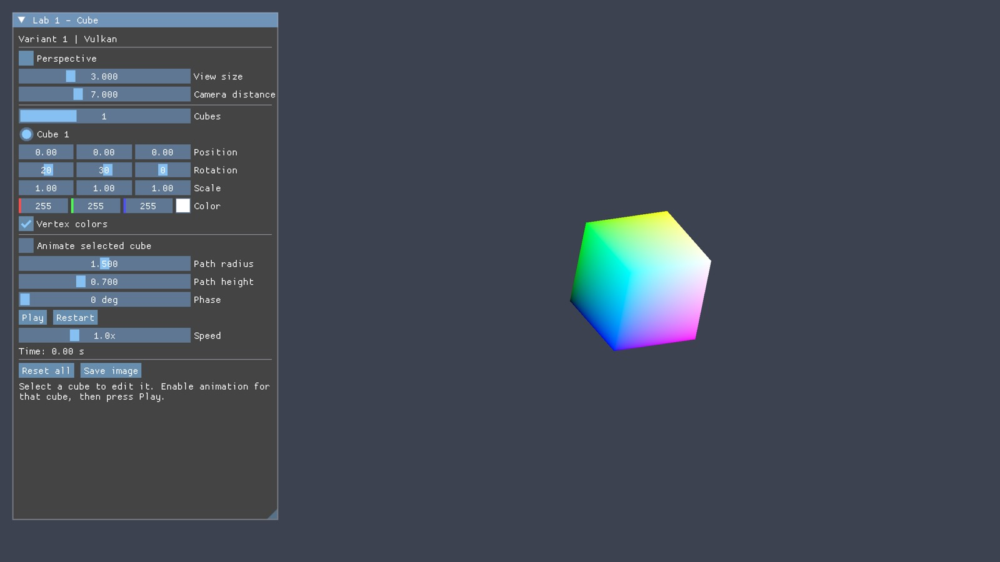 Lab 1 - Cube
Variant 1 | Vulkan
Perspective
3.000 View size
7.000 Camera distance
1 Cubes
Cube 1
0.00 0.00 0.00 Position
20 30 0 Rotation
1.00 1.00 1.00 Scale
255 255 255 Color
Vertex colors
Animate selected cube
1.500 Path radius
0.700 Path height
0 deg Phase
Play Restart
1.0x Speed
Time: 0.00 s
Reset all Save image
Select a cube to edit it. Enable animation for
that cube, then press Play.